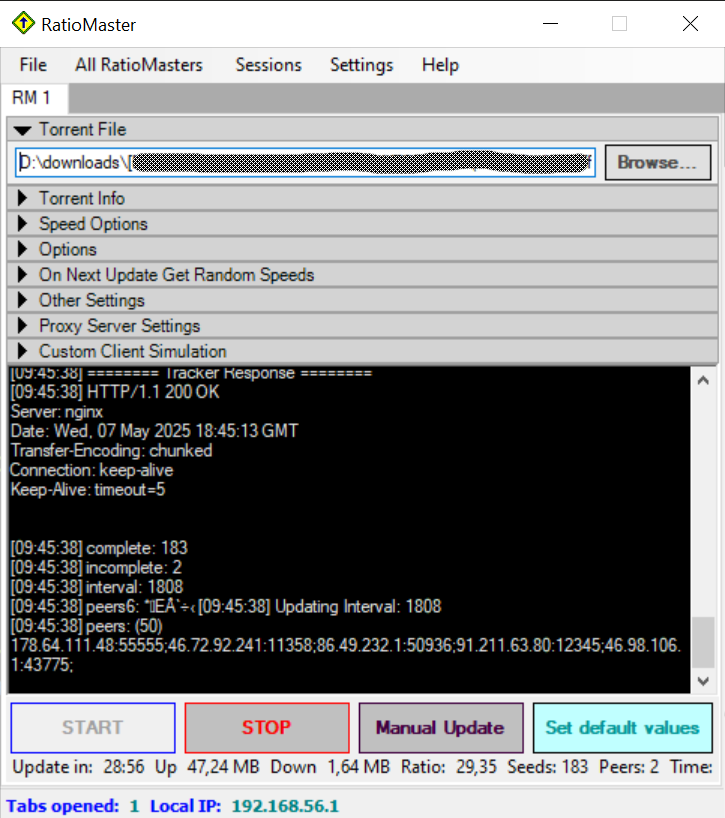 RatioMaster
File All RatioMasters Sessions Settings Help
RM 1
Torrent File
D:\downloads\[
Browse...
Torrent Info
Speed Options
Options
On Next Update Get Random Speeds
Other Settings
Proxy Server Settings
Custom Client Simulation
[09:45:38] ======== Tracker Response ========
[09:45:38] HTTP/1.1 200 OK
Server: nginx
Date: Wed, 07 May 2025 18:45:13 GMT
Transfer-Encoding: chunked
Connection: keep-alive
Keep-Alive: timeout=5
[09:45:38] complete: 183
[09:45:38] incomplete: 2
[09:45:38] interval: 1808
[09:45:38] peers6: [09:45:38] Updating Interval: 1808
[09:45:38] peers: (50)
178.64.111.48:55555;46.72.92.241:11358;86.49.232.1:50936;91.211.63.80:12345;46.98.106.
1:43775;
START STOP Manual Update Set default values
Update in: 28:56 Up 47,24 MB Down 1,64 MB Ratio: 29,35 Seeds: 183 Peers: 2 Time:
Tabs opened: 1 Local IP: 192.168.56.1